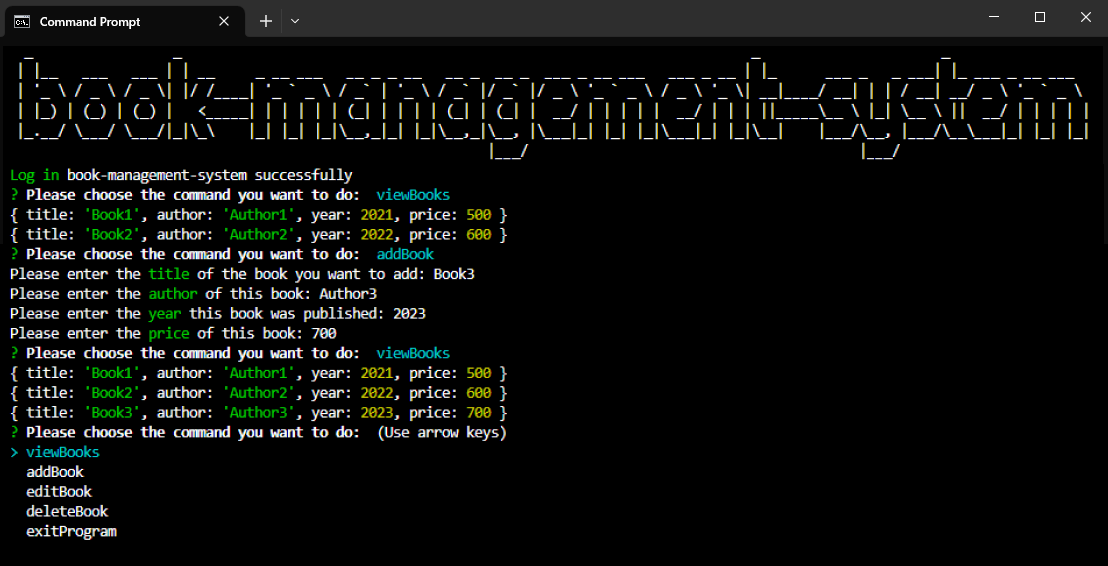 Command Prompt
book-management-system
Log in book-management-system successfully
? Please choose the command you want to do:  viewBooks
{ title: 'Book1', author: 'Author1', year: 2021, price: 500 }
{ title: 'Book2', author: 'Author2', year: 2022, price: 600 }
? Please choose the command you want to do:  addBook
Please enter the title of the book you want to add: Book3
Please enter the author of this book: Author3
Please enter the year this book was published: 2023
Please enter the price of this book: 700
? Please choose the command you want to do:  viewBooks
{ title: 'Book1', author: 'Author1', year: 2021, price: 500 }
{ title: 'Book2', author: 'Author2', year: 2022, price: 600 }
{ title: 'Book3', author: 'Author3', year: 2023, price: 700 }
? Please choose the command you want to do:  (Use arrow keys)
> viewBooks
  addBook
  editBook
  deleteBook
  exitProgram